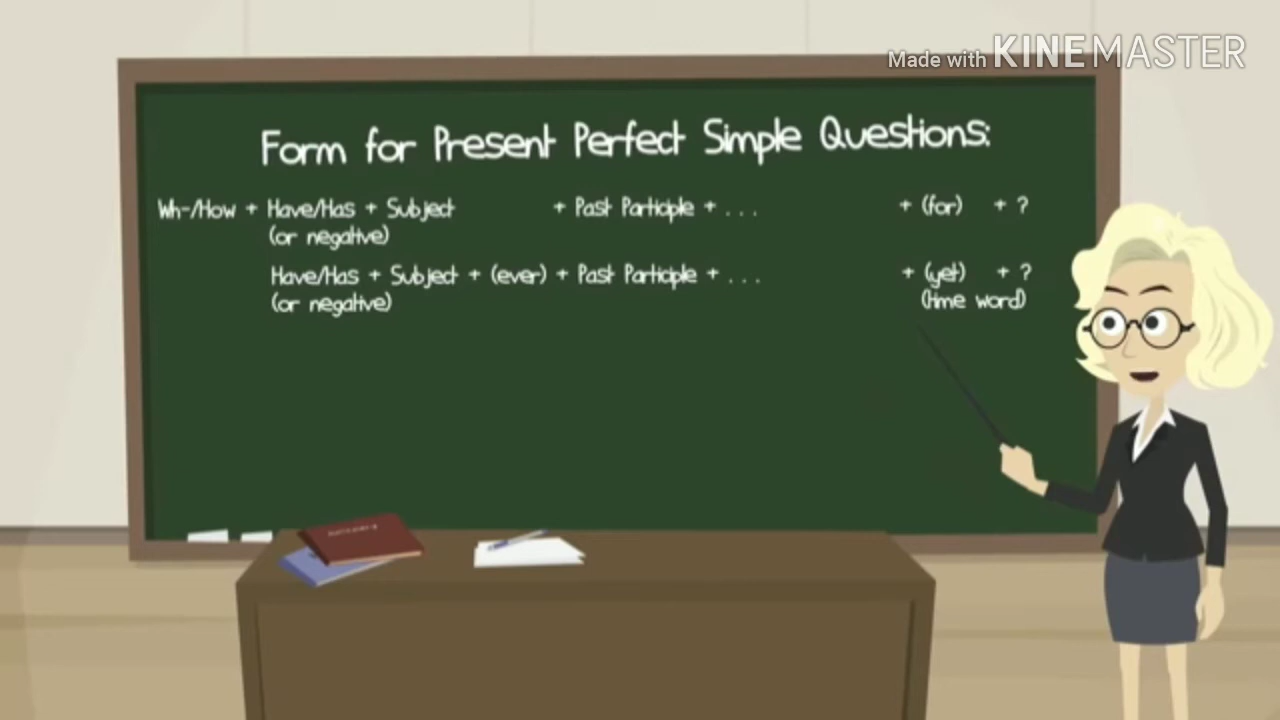 Made with KINEMASTER
Form for Present Perfect Simple Questions:
Wh-/How + Have/Has + Subject + Past Participle + . . . + (for) + ?
(or negative)
Have/Has + Subject + (ever) + Past Participle + . . . + (yet) + ?
(or negative) (time word)